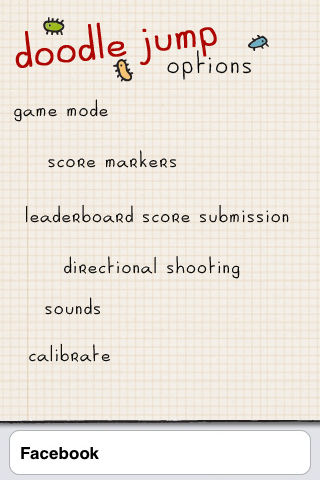 doodle jump
options
game mode
score markers
leaderboard score submission
directional shooting
sounds
calibrate
Facebook